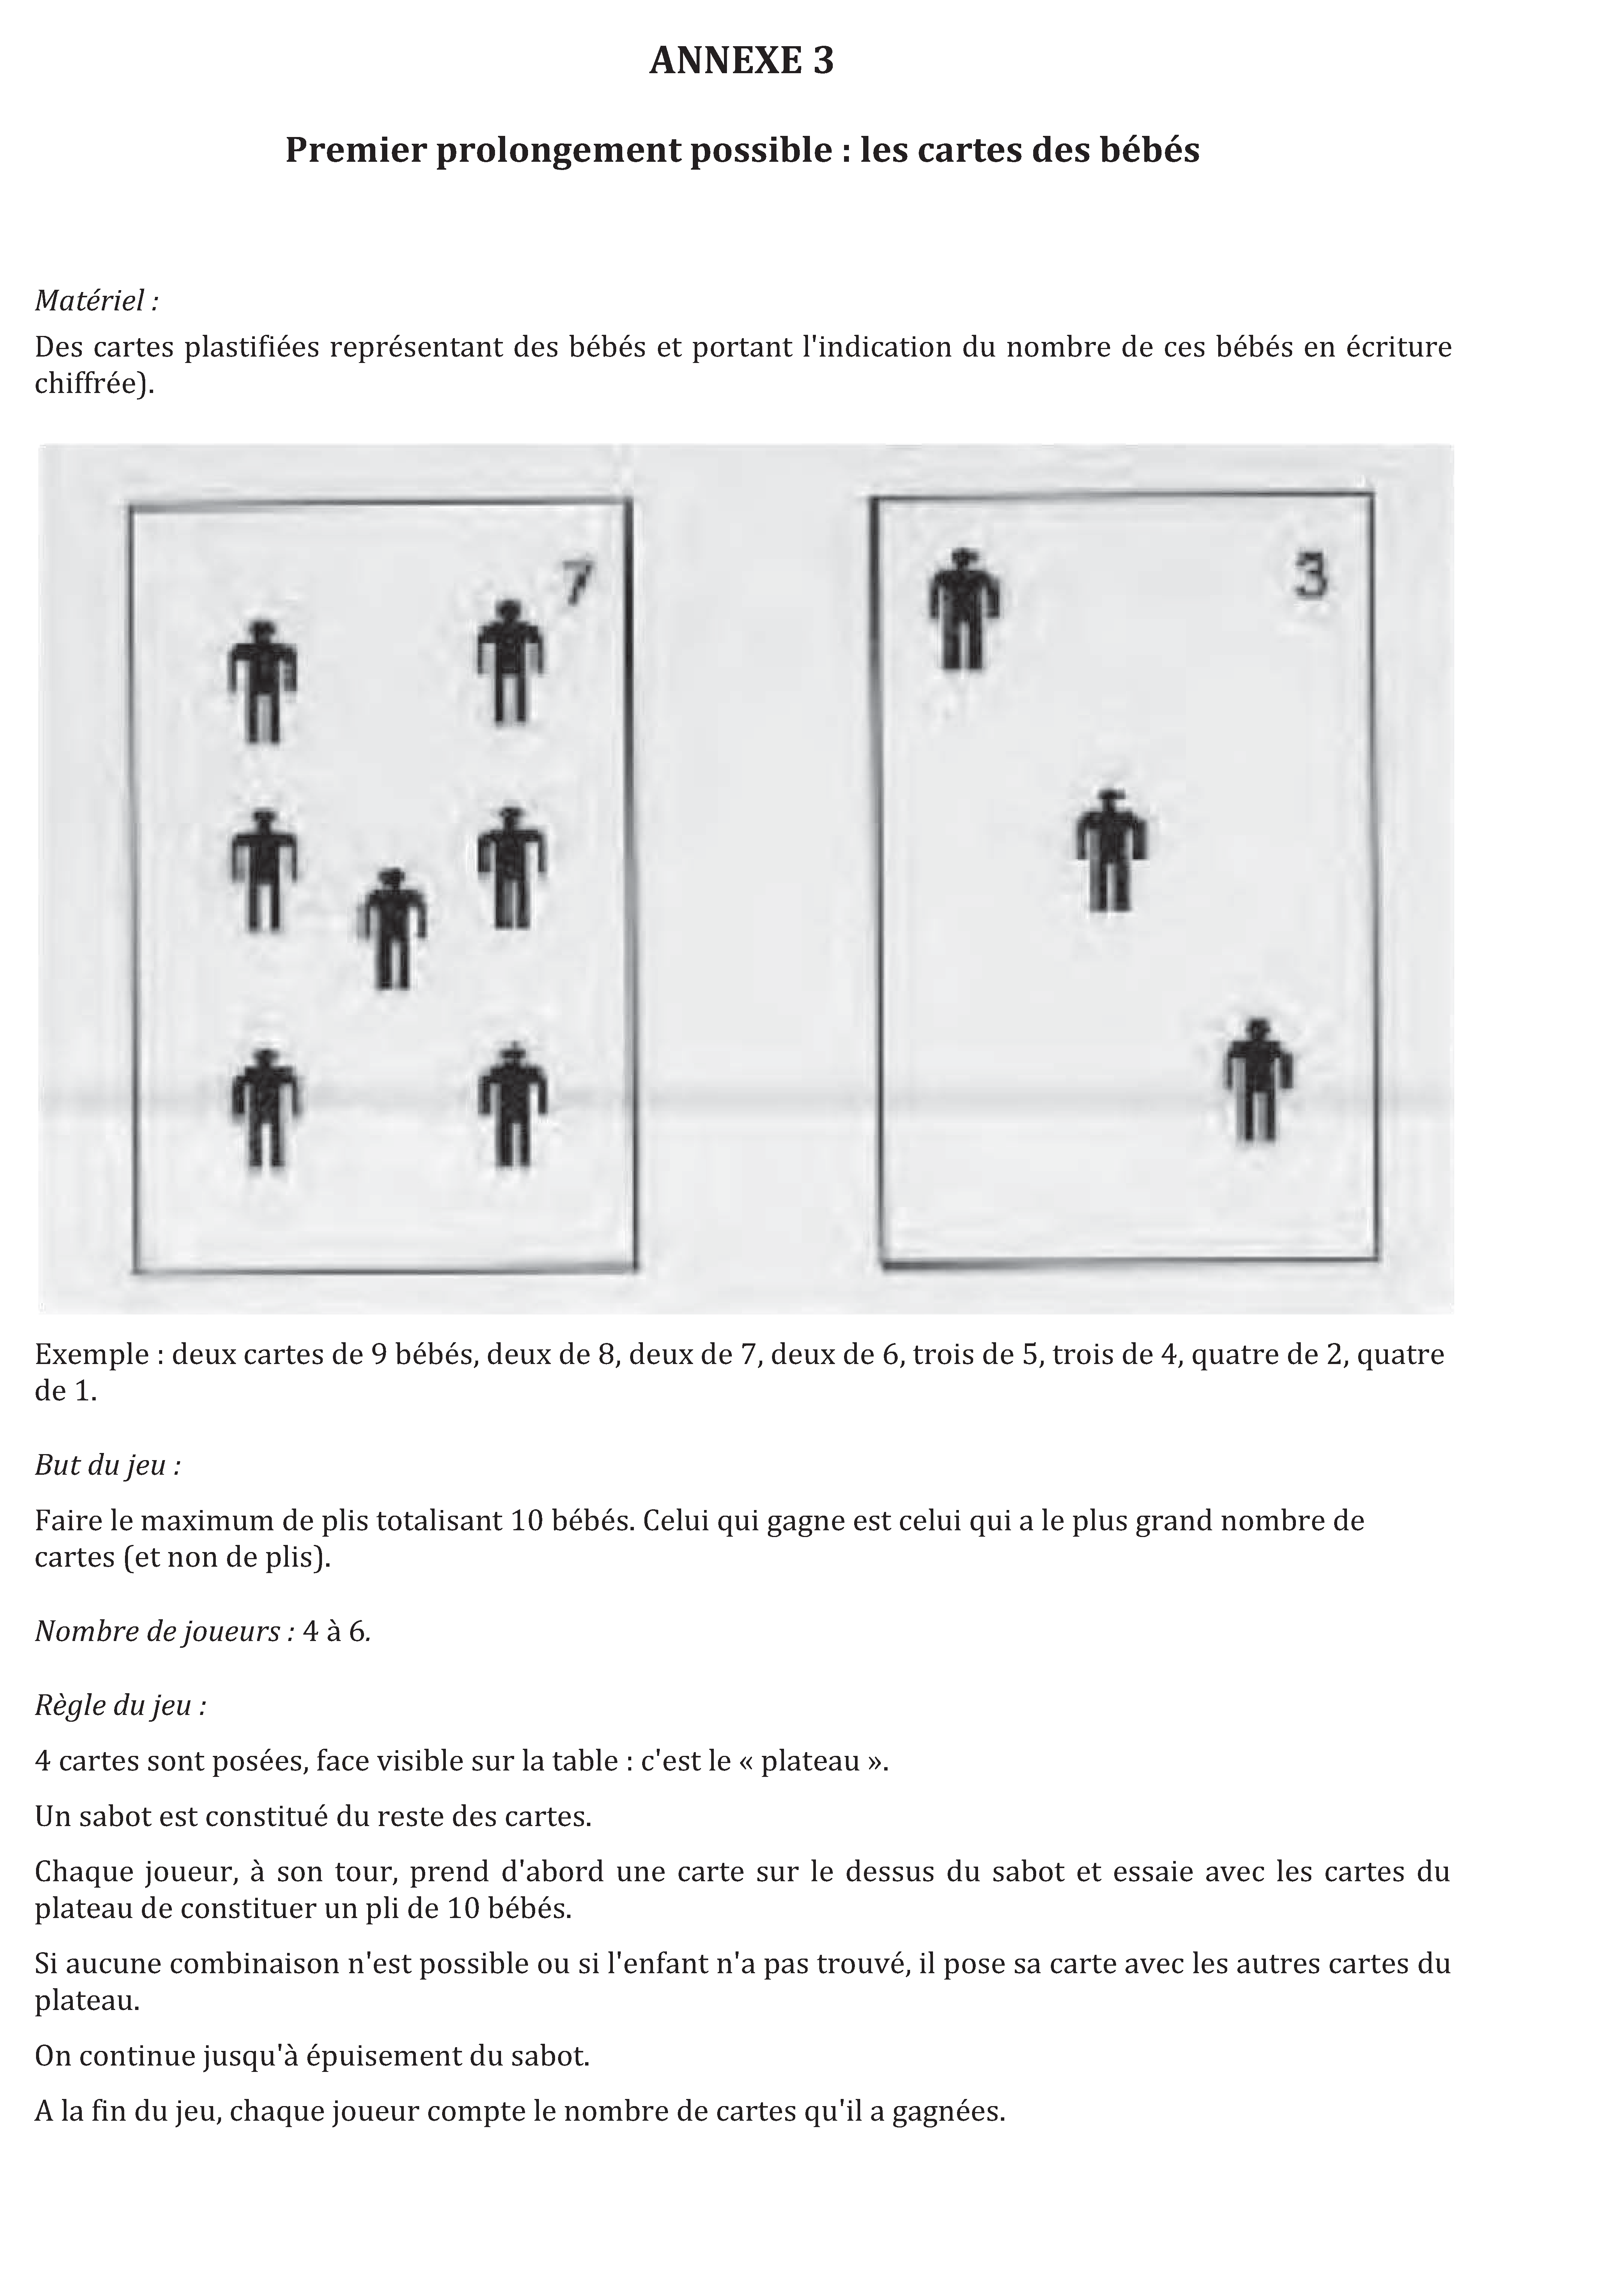 ANNEXE 3
Premier prolongement possible : les cartes des bébés
Matériel :
Des cartes plastifiées représentant des bébés et portant l'indication du nombre de ces bébés en écriture
chiffrée).
7
3
Exemple : deux cartes de 9 bébés, deux de 8, deux de 7, deux de 6, trois de 5, trois de 4, quatre de 2, quatre
de 1.
But du jeu :
Faire le maximum de plis totalisant 10 bébés. Celui qui gagne est celui qui a le plus grand nombre de
cartes (et non de plis).
Nombre de joueurs : 4 à 6.
Règle du jeu :
4 cartes sont posées, face visible sur la table : c'est le « plateau ».
Un sabot est constitué du reste des cartes.
Chaque joueur, à son tour, prend d'abord une carte sur le dessus du sabot et essaie avec les cartes du
plateau de constituer un pli de 10 bébés.
Si aucune combinaison n'est possible ou si l'enfant n'a pas trouvé, il pose sa carte avec les autres cartes du
plateau.
On continue jusqu'à épuisement du sabot.
A la fin du jeu, chaque joueur compte le nombre de cartes qu'il a gagnées.